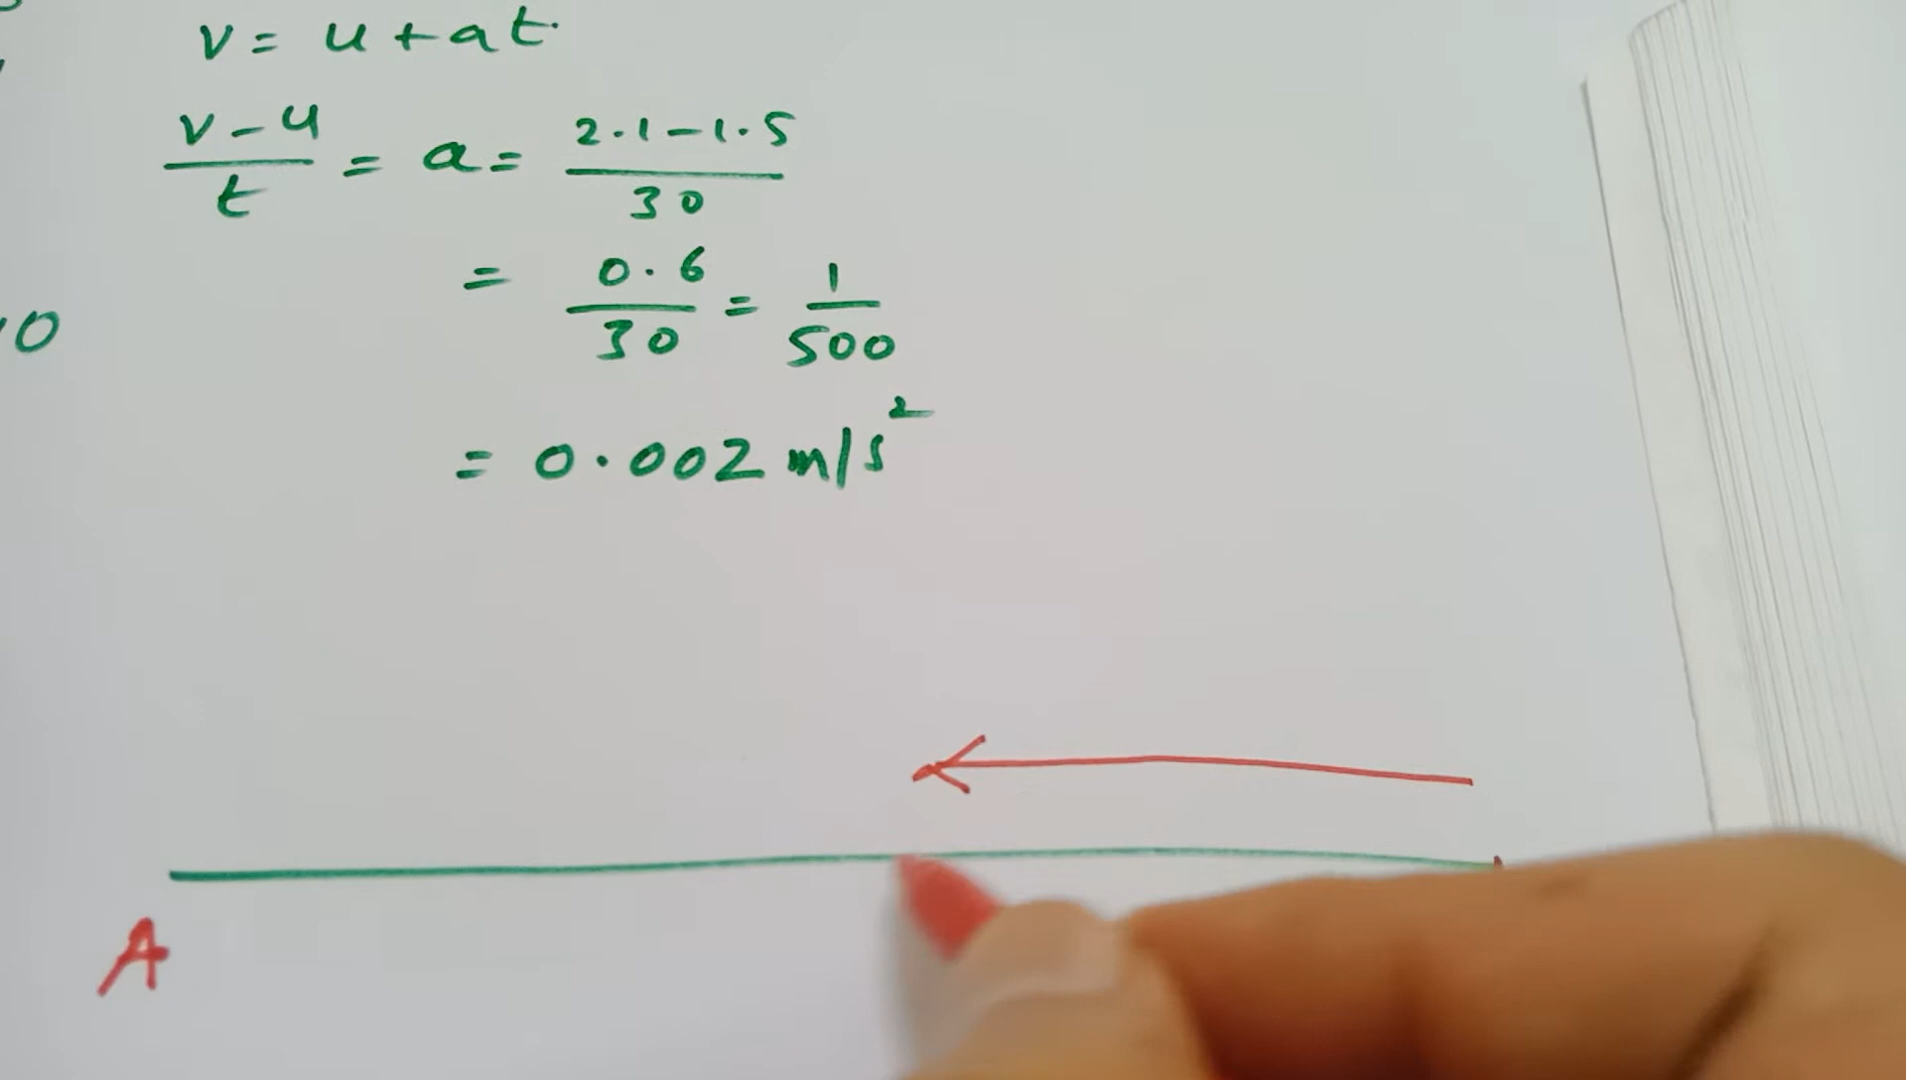 v = u + at
v - u / t = a = 2.1 - 1.5 / 30
= 0.6 / 30 = 1 / 500
0
= 0.002 m/s²
A